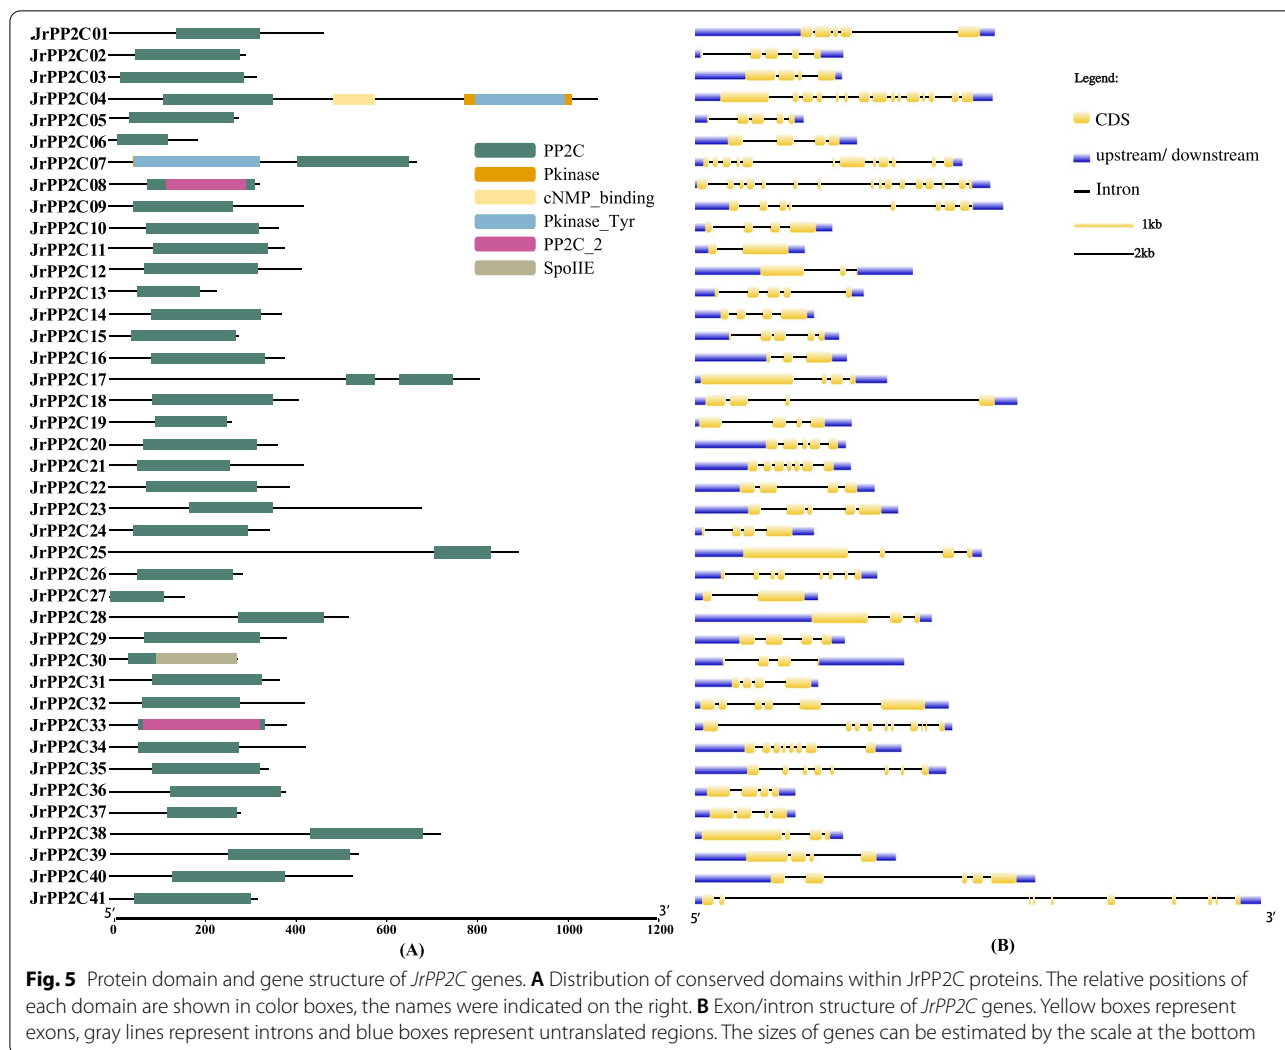 JrPP2C01
JrPP2C02
JrPP2C03
JrPP2C04
JrPP2C05
JrPP2C06
JrPP2C07
JrPP2C08
JrPP2C09
JrPP2C10
JrPP2C11
JrPP2C12
JrPP2C13
JrPP2C14
JrPP2C15
JrPP2C16
JrPP2C17
JrPP2C18
JrPP2C19
JrPP2C20
JrPP2C21
JrPP2C22
JrPP2C23
JrPP2C24
JrPP2C25
JrPP2C26
JrPP2C27
JrPP2C28
JrPP2C29
JrPP2C30
JrPP2C31
JrPP2C32
JrPP2C33
JrPP2C34
JrPP2C35
JrPP2C36
JrPP2C37
JrPP2C38
JrPP2C39
JrPP2C40
JrPP2C41
PP2C
Pkinase
cNMP_binding
Pkinase_Tyr
PP2C_2
SpoIIE
5′ 3′
0 200 400 600 800 1000 1200
(A)
Legend:
CDS
upstream/ downstream
Intron
1kb
2kb
5′ 3′
(B)
Fig. 5 Protein domain and gene structure of JrPP2C genes. A Distribution of conserved domains within JrPP2C proteins. The relative positions of
each domain are shown in color boxes, the names were indicated on the right. B Exon/intron structure of JrPP2C genes. Yellow boxes represent
exons, gray lines represent introns and blue boxes represent untranslated regions. The sizes of genes can be estimated by the scale at the bottom